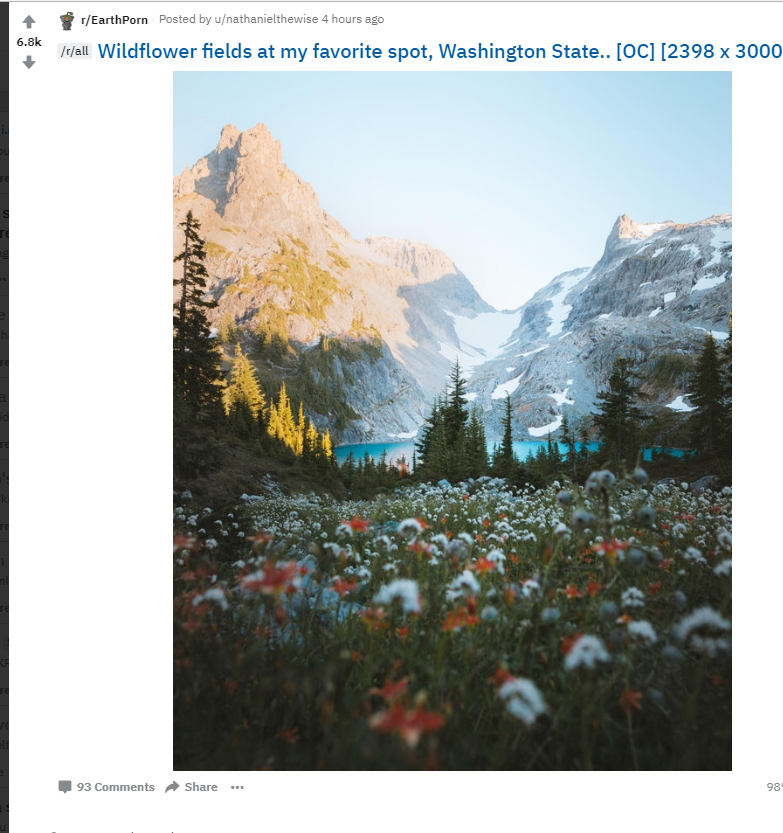 r/EarthPorn Posted by u/nathanielthewise 4 hours ago
6.8k
/r/all Wildflower fields at my favorite spot, Washington State.. [OC] [2398 x 3000
93 Comments Share ...
98%